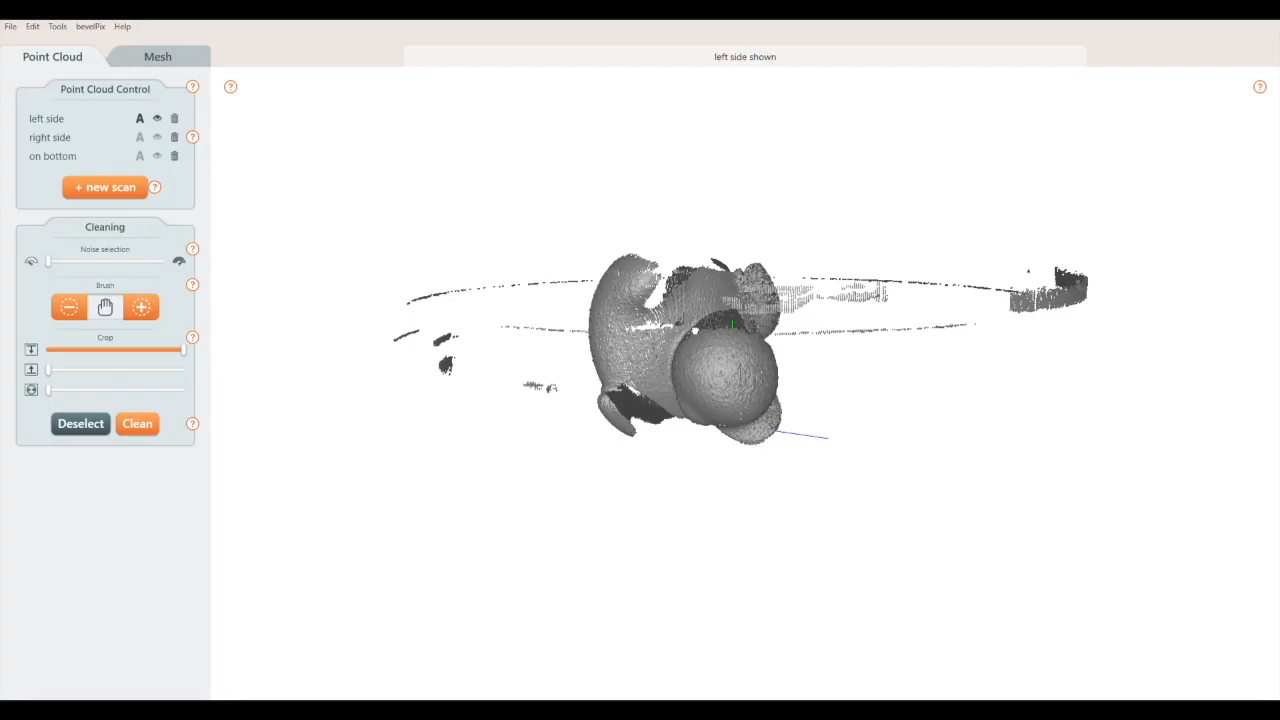 File Edit Tools bevelPix Help
Point Cloud Mesh left side shown
Point Cloud Control ?
? ?
left side A
right side A ?
on bottom A
+ new scan ?
Cleaning
Noise selection ?
Brush ?
Crop ?
Deselect Clean ?